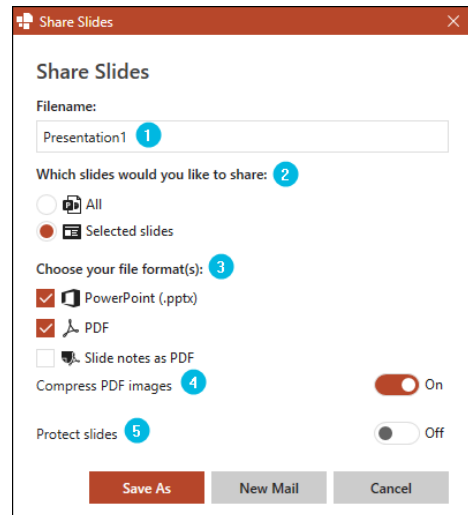 Share Slides
Share Slides
Filename:
Presentation1 1
Which slides would you like to share: 2
All
Selected slides
Choose your file format(s): 3
PowerPoint (.pptx)
PDF
Slide notes as PDF
Compress PDF images 4 On
Protect slides 5 Off
Save As New Mail Cancel